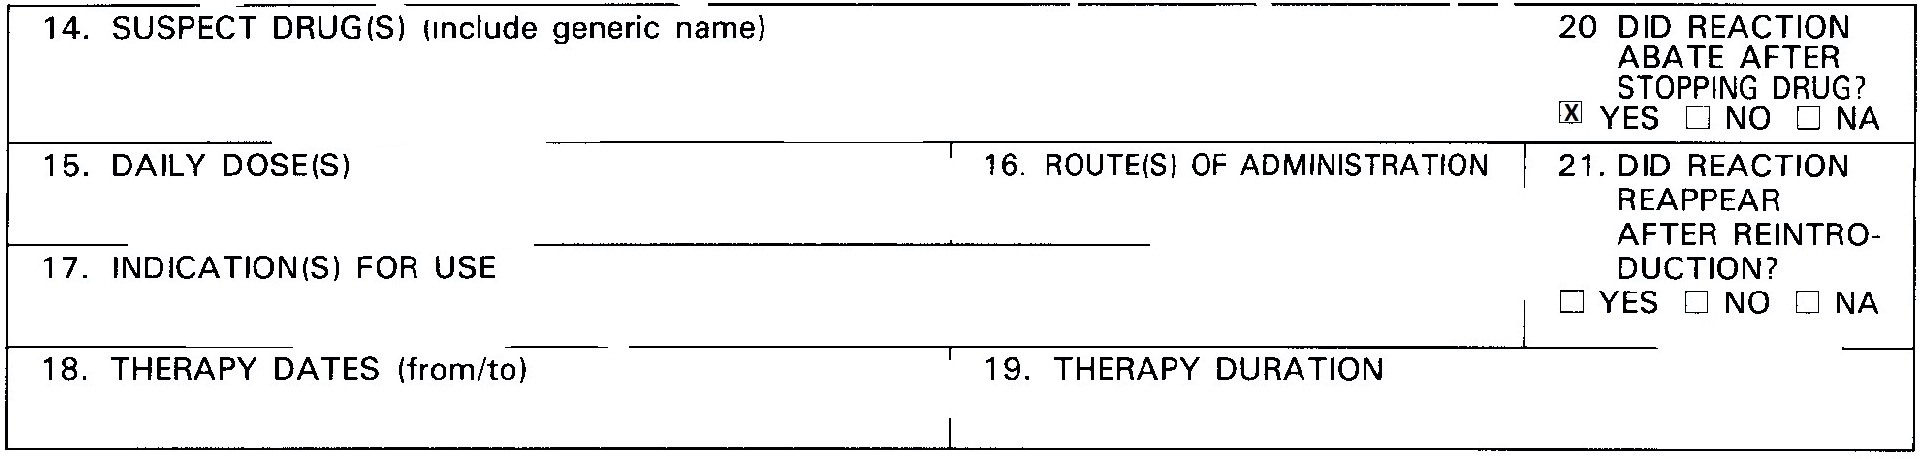 14. SUSPECT DRUG(S) (include generic name)
20 DID REACTION
ABATE AFTER
STOPPING DRUG?
☒ YES ☐ NO ☐ NA
15. DAILY DOSE(S)
16. ROUTE(S) OF ADMINISTRATION
21. DID REACTION
REAPPEAR
AFTER REINTRO-
DUCTION?
☐ YES ☐ NO ☐ NA
17. INDICATION(S) FOR USE
18. THERAPY DATES (from/to)
19. THERAPY DURATION